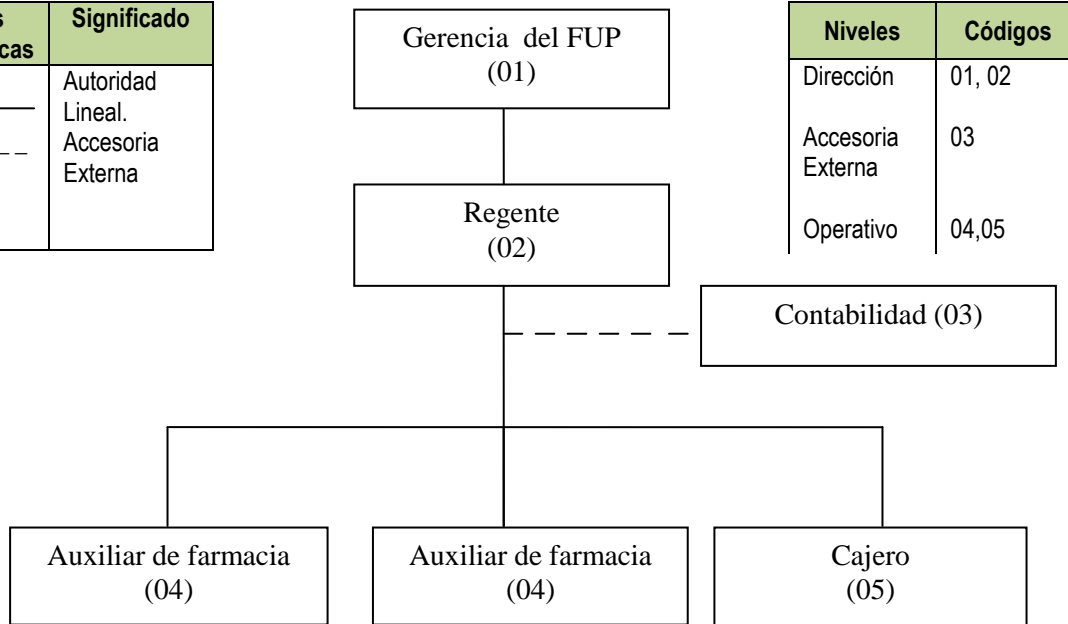 s
cas
Significado
Autoridad
Lineal.
Accesoria
Externa
Gerencia del FUP
(01)
Niveles
Códigos
Dirección
01, 02
Accesoria
03
Externa
Operativo
04,05
Regente
(02)
Contabilidad (03)
Auxiliar de farmacia
(04)
Auxiliar de farmacia
(04)
Cajero
(05)